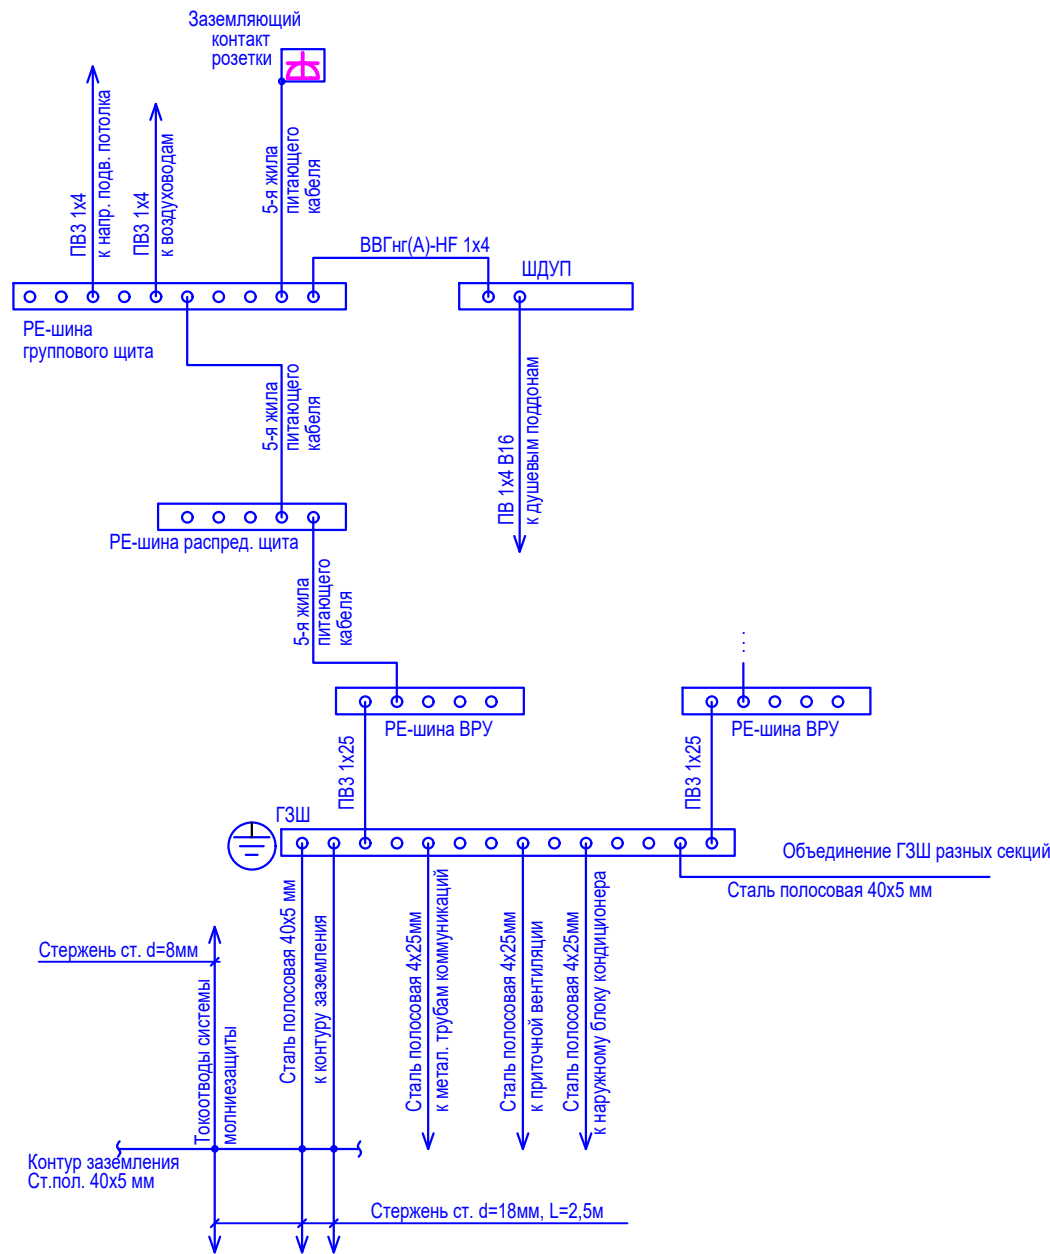 Заземляющий
контакт
розетки
ПВ3 1х4
к напр. подв. потолка
ПВ3 1х4
к воздуховодам
5-я жила
питающего
кабеля
ВВГнг(А)-HF 1х4
ШДУП
РЕ-шина
группового щита
5-я жила
питающего
кабеля
ПВ 1х4 В16
к душевым поддонам
РЕ-шина распред. щита
5-я жила
питающего
кабеля
...
РЕ-шина ВРУ
РЕ-шина ВРУ
ПВ3 1х25
ПВ3 1х25
ГЗШ
Объединение ГЗШ разных секций
Сталь полосовая 40х5 мм
Стержень ст. d=8мм
Токоотводы системы
молниезащиты
Сталь полосовая 40х5 мм
к контуру заземления
Сталь полосовая 4х25мм
к метал. трубам коммуникаций
Сталь полосовая 4х25мм
к приточной вентиляции
Сталь полосовая 4х25мм
к наружному блоку кондиционера
Контур заземления
Ст.пол. 40х5 мм
Стержень ст. d=18мм, L=2,5м